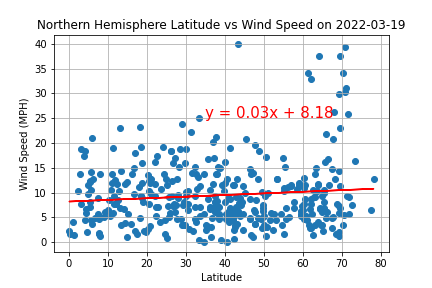 Northern Hemisphere Latitude vs Wind Speed on 2022-03-19
40
35
30
25
20
15
10
5
0
Wind Speed (MPH)
y = 0.03x + 8.18
0 10 20 30 40 50 60 70 80
Latitude